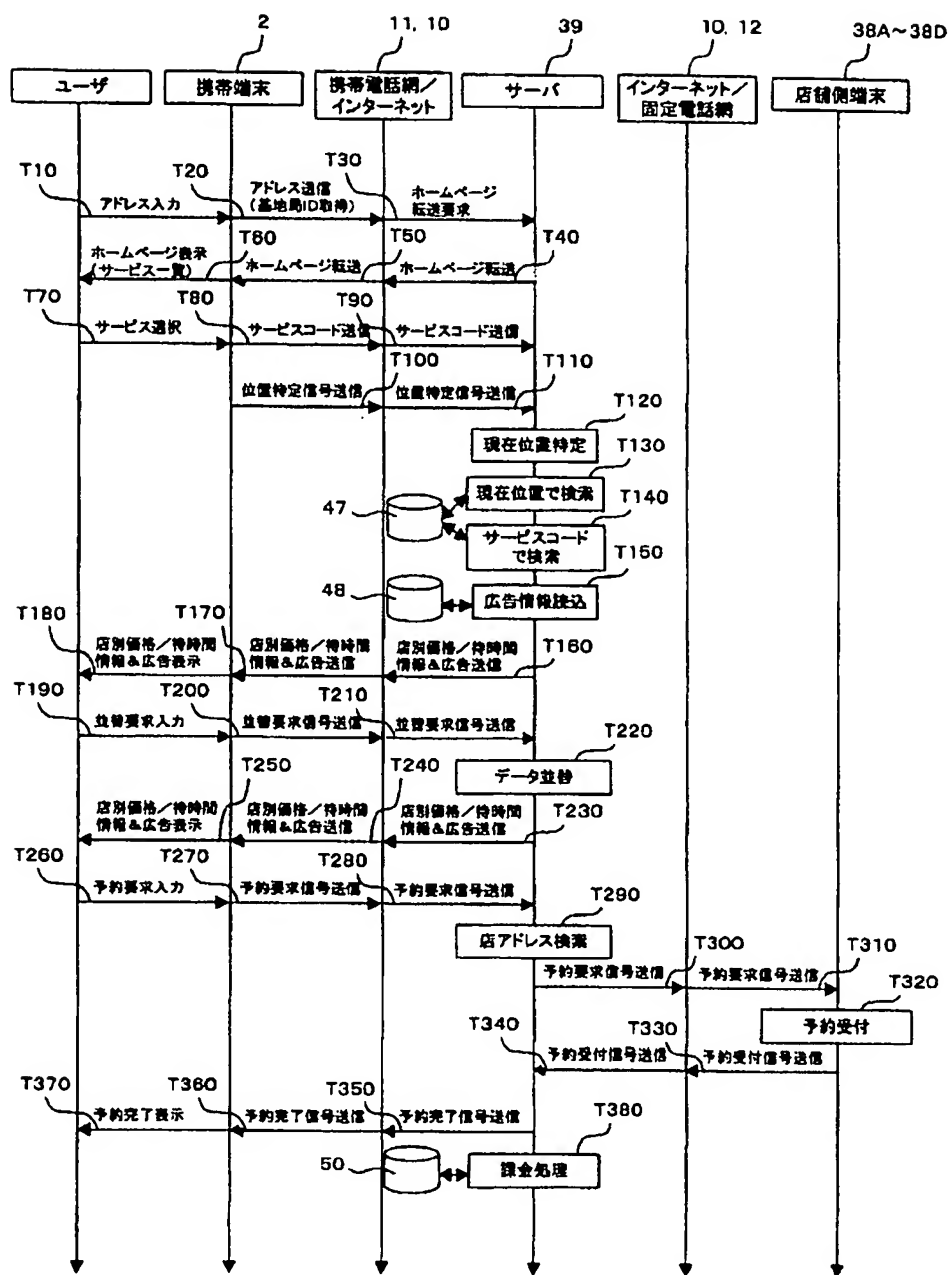 2
11, 10
39
10, 12
38A～38D
ユーザ
携帯端末
携帯電話網／
インターネット
サーバ
インターネット／
固定電話網
店舗側端末
T10
T20
T30
アドレス入力
アドレス送信
(基地局ID取得)
ホームページ
転送要求
T60
T50
T40
ホームページ表示
(サービス一覧)
ホームページ転送
ホームページ転送
T70
T80
T90
サービス選択
サービスコード送信
サービスコード送信
T100
T110
位置特定信号送信
位置特定信号送信
T120
現在位置特定
T130
現在位置で検索
47
T140
サービスコード
で検索
T150
48
広告情報読込
T180
T170
店別価格／待時間
情報&広告表示
店別価格／待時間
情報&広告送信
店別価格／待時間
情報&広告送信
T160
T190
T200
T210
並替要求入力
並替要求信号送信
並替要求信号送信
T220
データ並替
T250
T240
店別価格／待時間
情報&広告表示
店別価格／待時間
情報&広告送信
店別価格／待時間
情報&広告送信
T230
T260
T270
T280
予約要求入力
予約要求信号送信
予約要求信号送信
T290
店アドレス検索
T300
T310
予約要求信号送信
予約要求信号送信
T320
予約受付
T340
T330
予約受付信号送信
予約受付信号送信
T370
T360
T350
予約完了表示
予約完了信号送信
予約完了信号送信
T380
50
課金処理